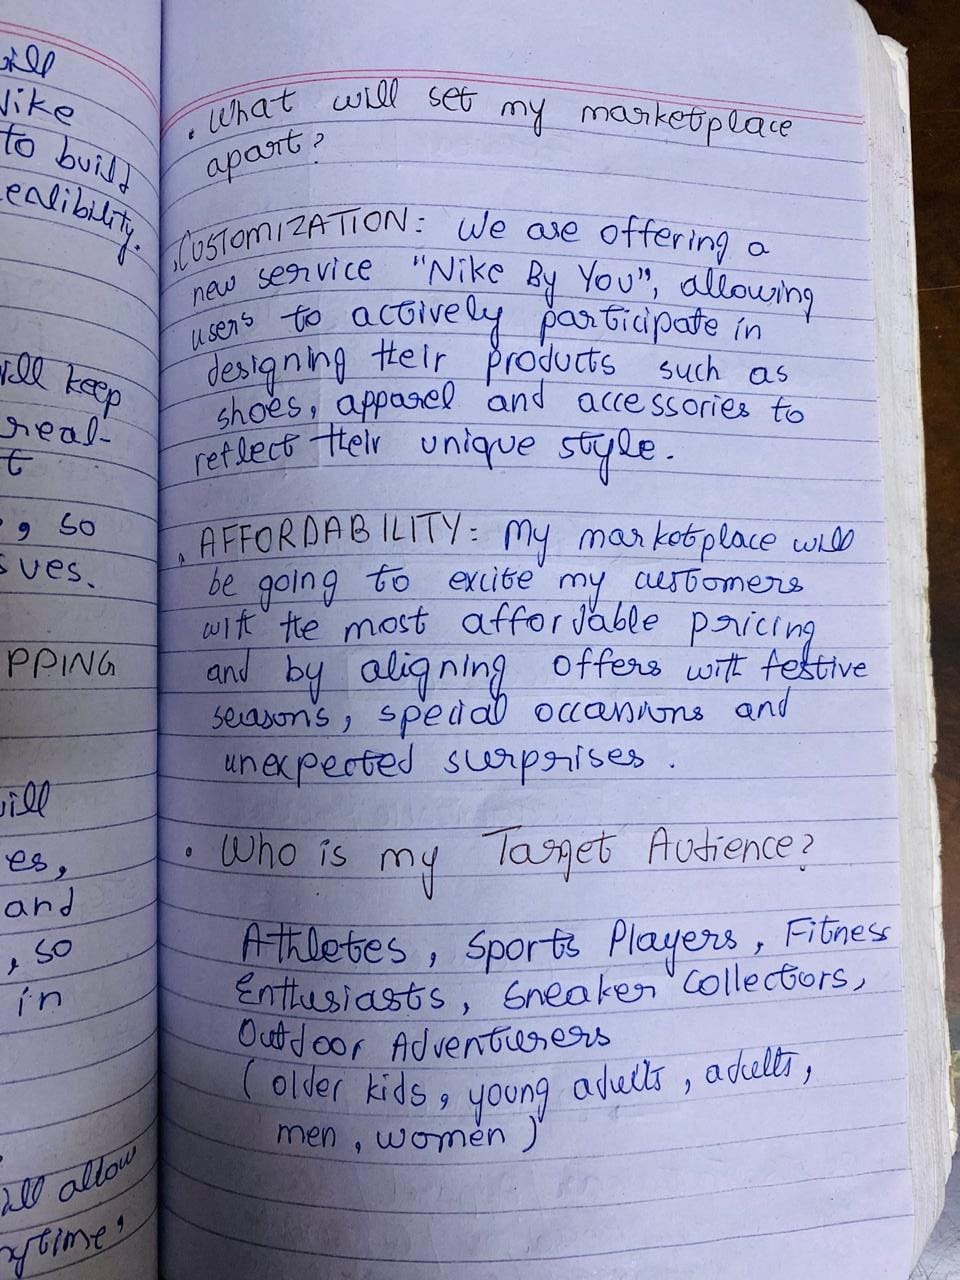 will
Nike
to build
will keep
real-
t
, so
ves.
PPING
will
es,
and
, so
in
will allow
• What will set my marketplace
apart?
. CUSTOMIZATION: We are offering a
new service "Nike By You", allowing
users to actively participate in
designing their products such as
shoes, apparel and accessories to
reflect their unique style.
. AFFORDABILITY: My marketplace will
be going to excite my customers
with the most affordable pricing
and by aligning offers with festive
seasons, special occassions and
unexpected surprises.
• Who is my Target Audience?
Athletes, Sports Players, Fitness
Enthusiasts, Sneaker Collectors,
Outdoor Adventurers
(older kids, young adults, adults,
men, women)